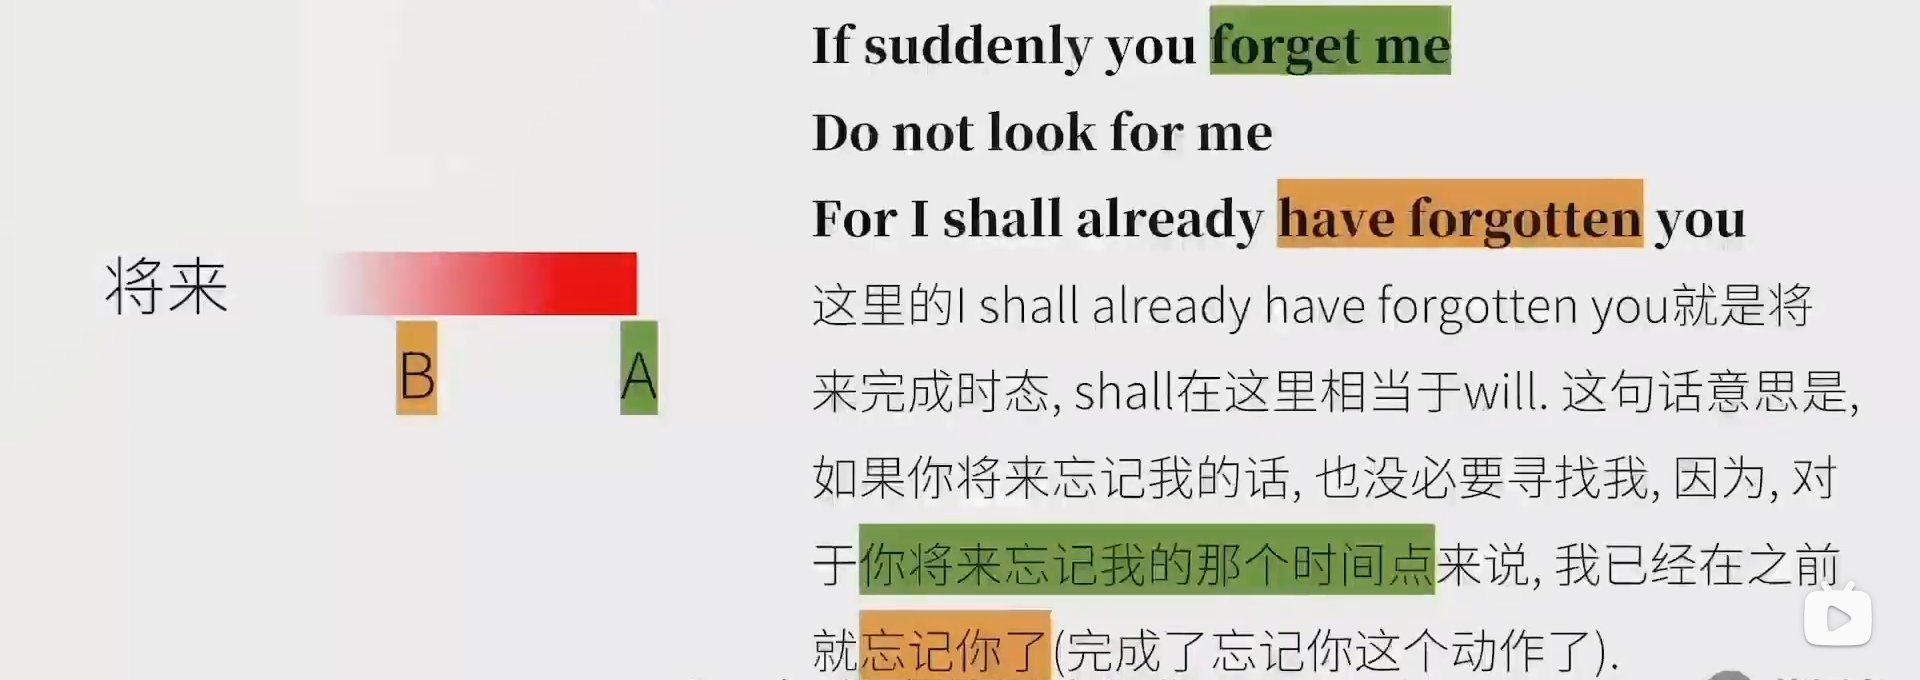 If suddenly you forget me
Do not look for me
For I shall already have forgotten you
将来
B
A
这里的I shall already have forgotten you就是将
来完成时态, shall在这里相当于will. 这句话意思是,
如果你将来忘记我的话, 也没必要寻找我, 因为, 对
于你将来忘记我的那个时间点来说, 我已经在之前
就忘记你了(完成了忘记你这个动作了).